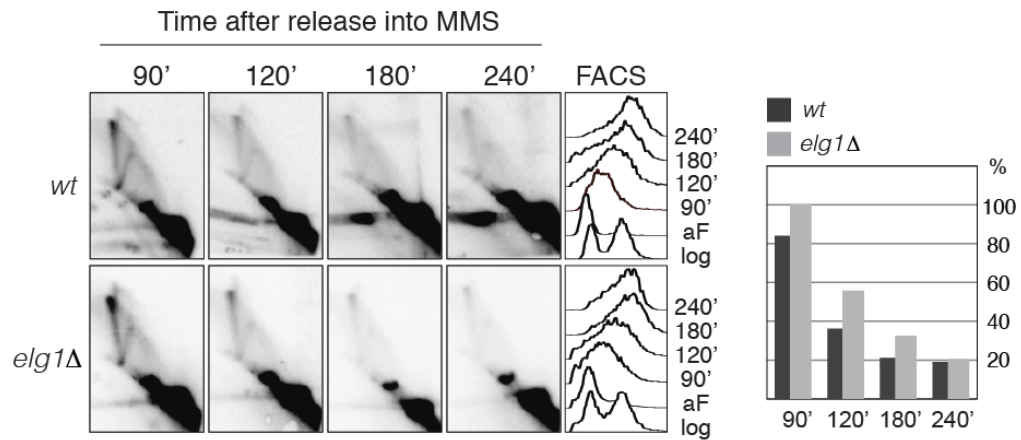 Time after release into MMS
90’ 120’ 180’ 240’ FACS
wt
240’
180’
120’
90’
aF
log
elg1Δ
240’
180’
120’
90’
aF
log
wt
elg1Δ
%
100
80
60
40
20
90’ 120’ 180’ 240’